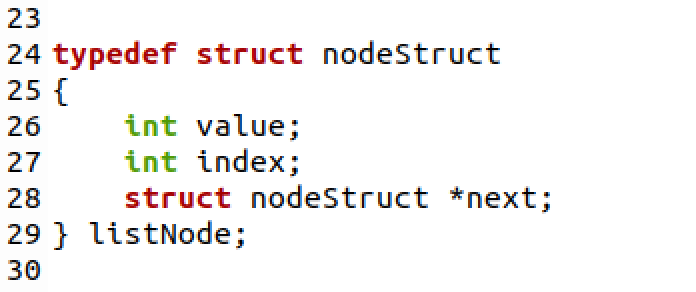 23
24 typedef struct nodeStruct
25 {
26     int value;
27     int index;
28     struct nodeStruct *next;
29 } listNode;
30